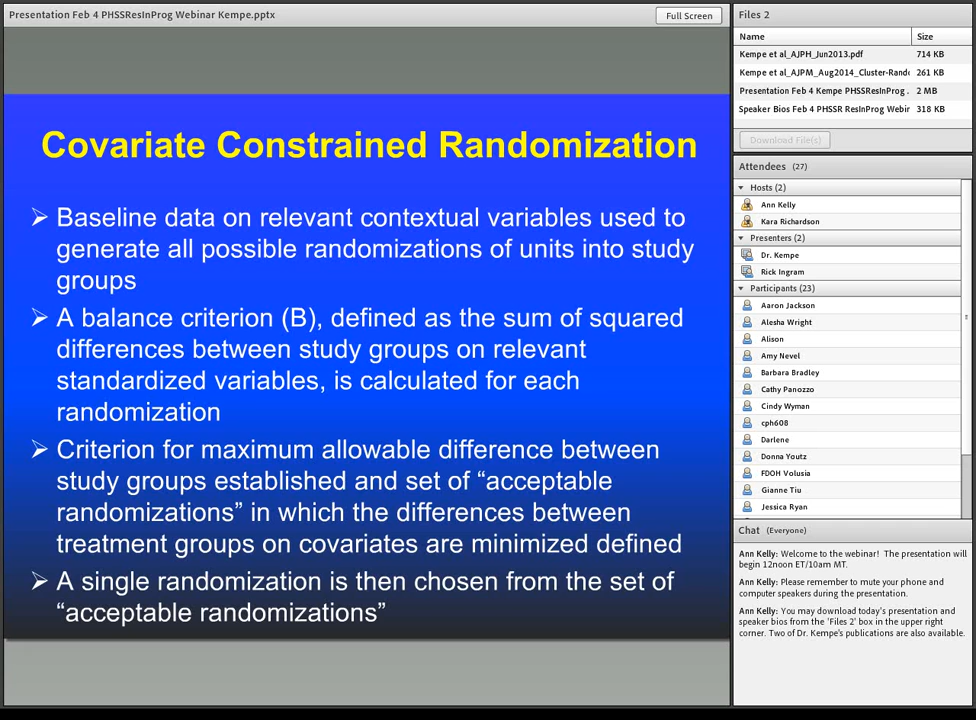 Presentation Feb 4 PHSSResInProg Webinar Kempe.pptx
Full Screen
Covariate Constrained Randomization
Baseline data on relevant contextual variables used to
generate all possible randomizations of units into study
groups
A balance criterion (B), defined as the sum of squared
differences between study groups on relevant
standardized variables, is calculated for each
randomization
Criterion for maximum allowable difference between
study groups established and set of “acceptable
randomizations” in which the differences between
treatment groups on covariates are minimized defined
A single randomization is then chosen from the set of
“acceptable randomizations”
Files 2
Name Size
Kempe et al_AJPH_Jun2013.pdf 714 KB
Kempe et al_AJPM_Aug2014_Cluster-Rand 261 KB
Presentation Feb 4 Kempe PHSSResInProg . 2 MB
Speaker Bios Feb 4 PHSSR ResInProg Webir 318 KB
Download File(s)
Attendees (27)
Hosts (2)
Ann Kelly
Kara Richardson
Presenters (2)
Dr. Kempe
Rick Ingram
Participants (23)
Aaron Jackson
Alesha Wright
Alison
Amy Nevel
Barbara Bradley
Cathy Panozzo
Cindy Wyman
cph608
Darlene
Donna Youtz
FDOH Volusia
Gianne Tiu
Jessica Ryan
Chat (Everyone)
Ann Kelly: Welcome to the webinar! The presentation will
begin 12noon ET/10am MT.
Ann Kelly: Please remember to mute your phone and
computer speakers during the presentation.
Ann Kelly: You may download today's presentation and
speaker bios from the 'Files 2' box in the upper right
corner. Two of Dr. Kempe's publications are also available.